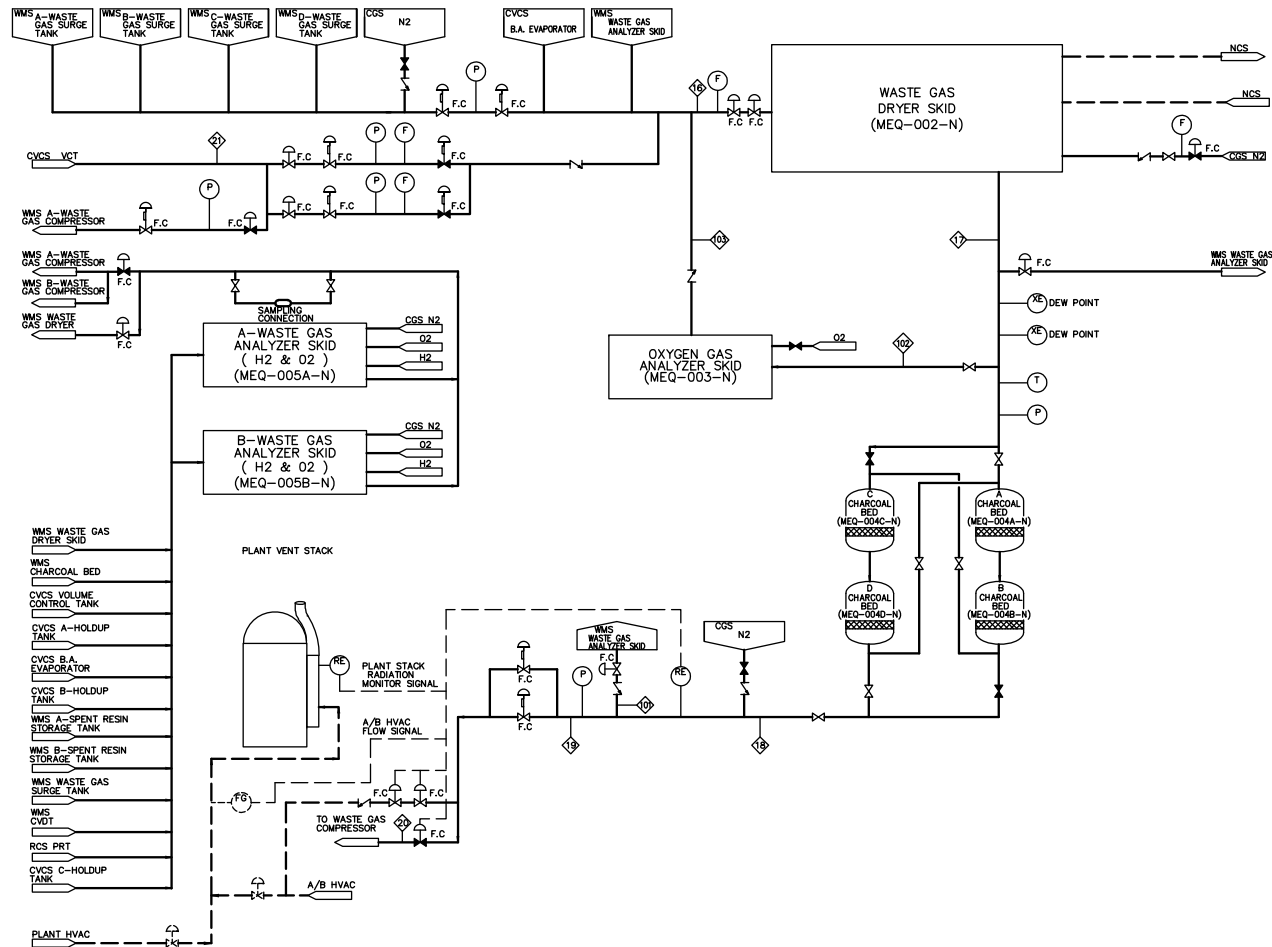 WMS A-WASTE
GAS SURGE
TANK
WMS B-WASTE
GAS SURGE
TANK
WMS C-WASTE
GAS SURGE
TANK
WMS D-WASTE
GAS SURGE
TANK
CGS
N2
CVCS
B.A. EVAPORATOR
WMS
WASTE GAS
ANALYZER SKID
P
F.C
F.C
16
F
F.C
F.C
WASTE GAS
DRYER SKID
(MEQ-002-N)
NCS
NCS
F
F.C
CGS N2
CVCS VCT
21
F.C
P
F
F.C
P
F.C
F.C
P
F
WMS A-WASTE
GAS COMPRESSOR
WMS A-WASTE
GAS COMPRESSOR
F.C
WMS B-WASTE
GAS COMPRESSOR
WMS WASTE
GAS DRYER
F.C
SAMPLING
CONNECTION
103
17
F.C
WMS WASTE GAS
ANALYZER SKID
XE
DEW POINT
XE
DEW POINT
A-WASTE GAS
ANALYZER SKID
( H2 & O2 )
(MEQ-005A-N)
CGS N2
O2
H2
OXYGEN GAS
ANALYZER SKID
(MEQ-003-N)
O2
102
T
P
B-WASTE GAS
ANALYZER SKID
( H2 & O2 )
(MEQ-005B-N)
CGS N2
O2
H2
C
CHARCOAL
BED
(MEQ-004C-N)
A
CHARCOAL
BED
(MEQ-004A-N)
D
CHARCOAL
BED
(MEQ-004D-N)
B
CHARCOAL
BED
(MEQ-004B-N)
WMS WASTE GAS
DRYER SKID
WMS
CHARCOAL BED
CVCS VOLUME
CONTROL TANK
CVCS A-HOLDUP
TANK
CVCS B.A.
EVAPORATOR
CVCS B-HOLDUP
TANK
WMS A-SPENT RESIN
STORAGE TANK
WMS B-SPENT RESIN
STORAGE TANK
WMS WASTE GAS
SURGE TANK
WMS
CVDT
RCS PRT
CVCS C-HOLDUP
TANK
PLANT HVAC
PLANT VENT STACK
RE
PLANT STACK
RADIATION
MONITOR SIGNAL
A/B HVAC
FLOW SIGNAL
FG
F.C
F.C
TO WASTE GAS
COMPRESSOR
20
F.C
A/B HVAC
F.C
F.C
19
P
WMS
WASTE GAS
ANALYZER SKID
F.C
101
RE
CGS
N2
18